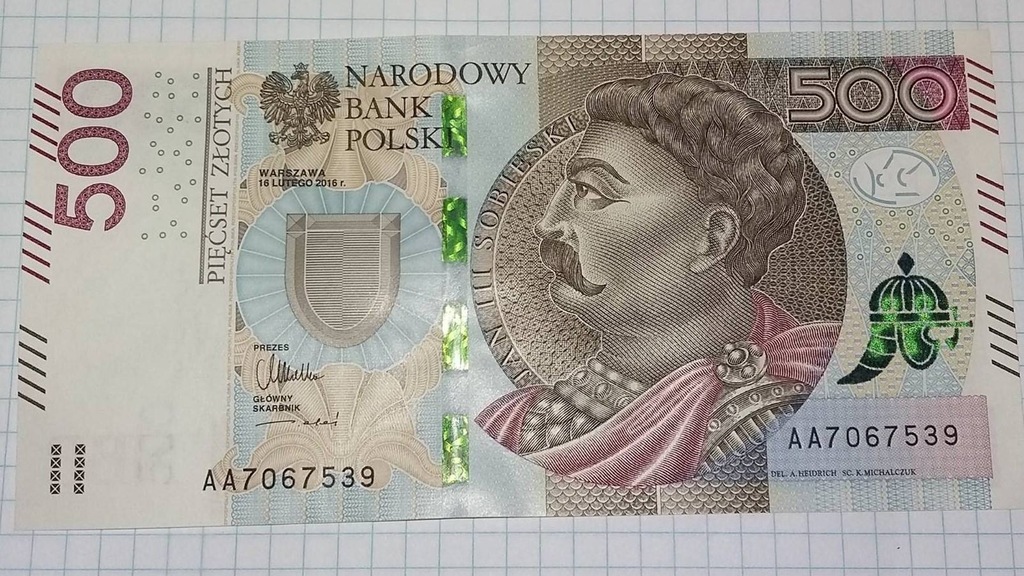 500
PIĘCSET ZŁOTYCH
NARODOWY
BANK
POLSKI
WARSZAWA
16 LUTEGO 2016 r.
PREZES
GŁÓWNY
SKARBNIK
AA7067539
JAN III SOBIESKI
500
AA7067539
DEL. A. HEIDRICH SC. K. MICHALCZUK